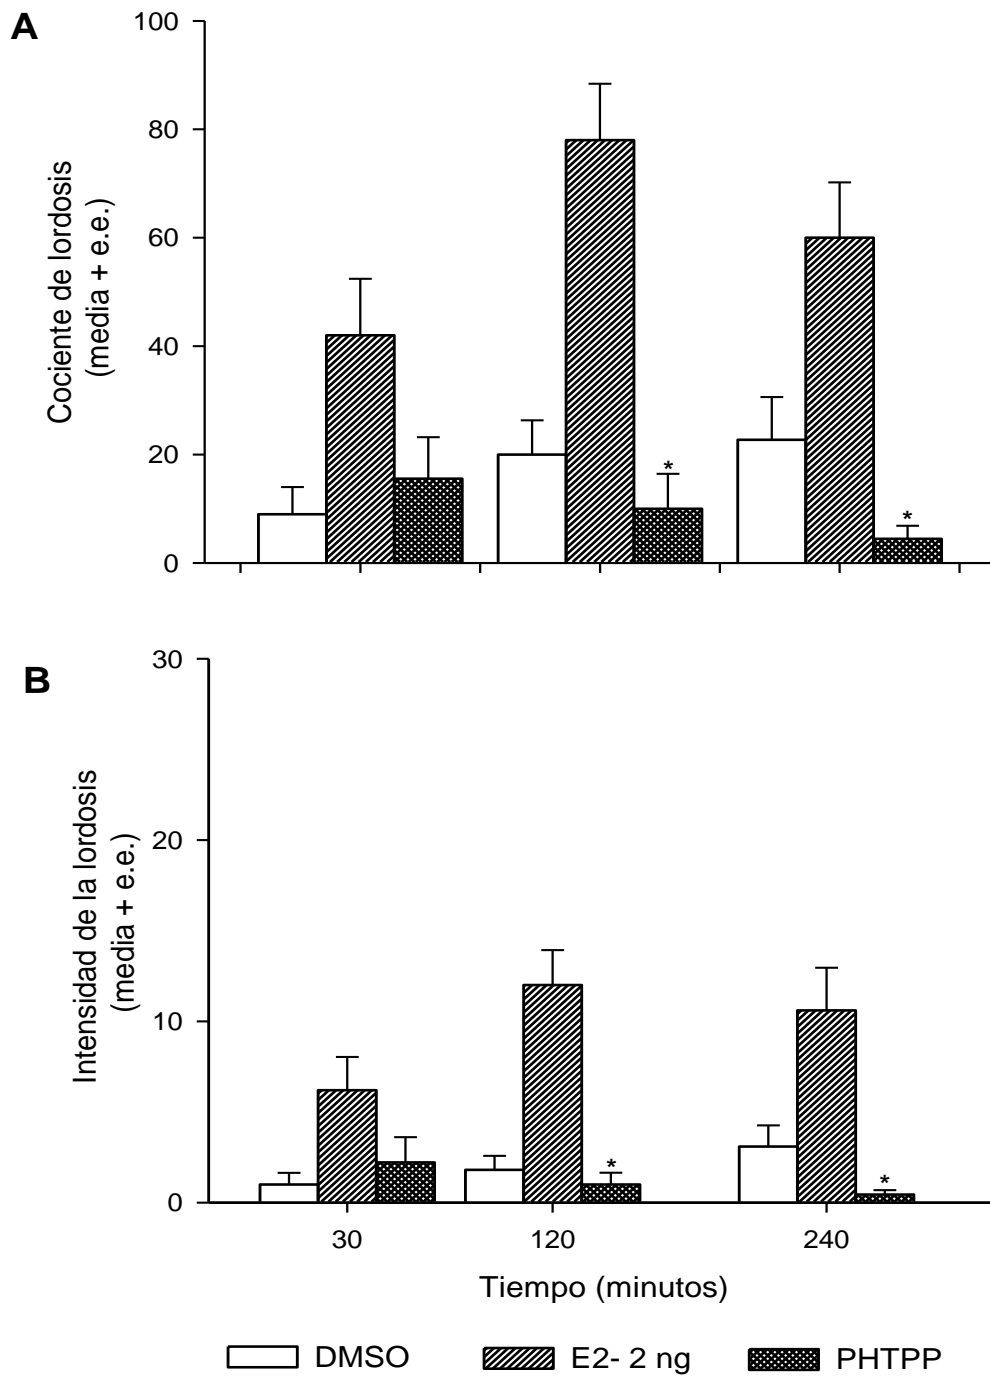 A
100
80
60
40
20
0
Cociente de lordosis
(media + e.e.)
*
*
B
30
20
10
0
Intensidad de la lordosis
(media + e.e.)
*
*
30 120 240
Tiempo (minutos)
DMSO E2- 2 ng PHTPP